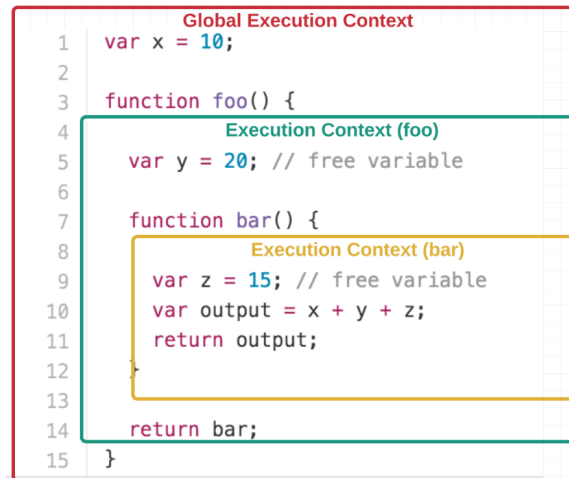 Global Execution Context
1 var x = 10;
2
3 function foo() {
4 Execution Context (foo)
5 var y = 20; // free variable
6
7 function bar() {
8 Execution Context (bar)
9 var z = 15; // free variable
10 var output = x + y + z;
11 return output;
12 }
13
14 return bar;
15 }